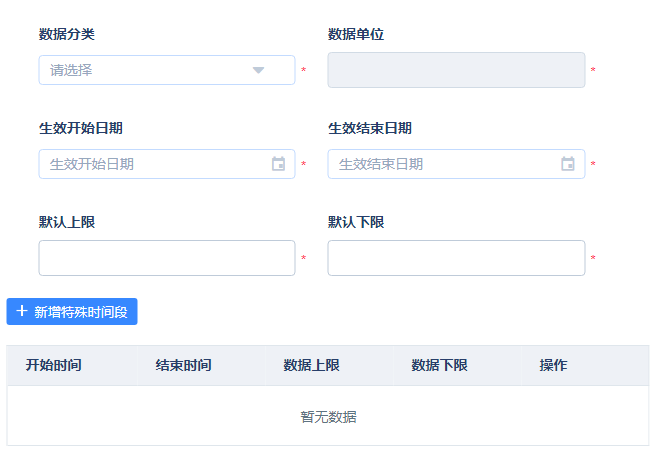 数据分类 数据单位
请选择 * *
生效开始日期 生效结束日期
生效开始日期 * 生效结束日期 *
默认上限 默认下限
* *
+ 新增特殊时间段
开始时间 结束时间 数据上限 数据下限 操作
暂无数据